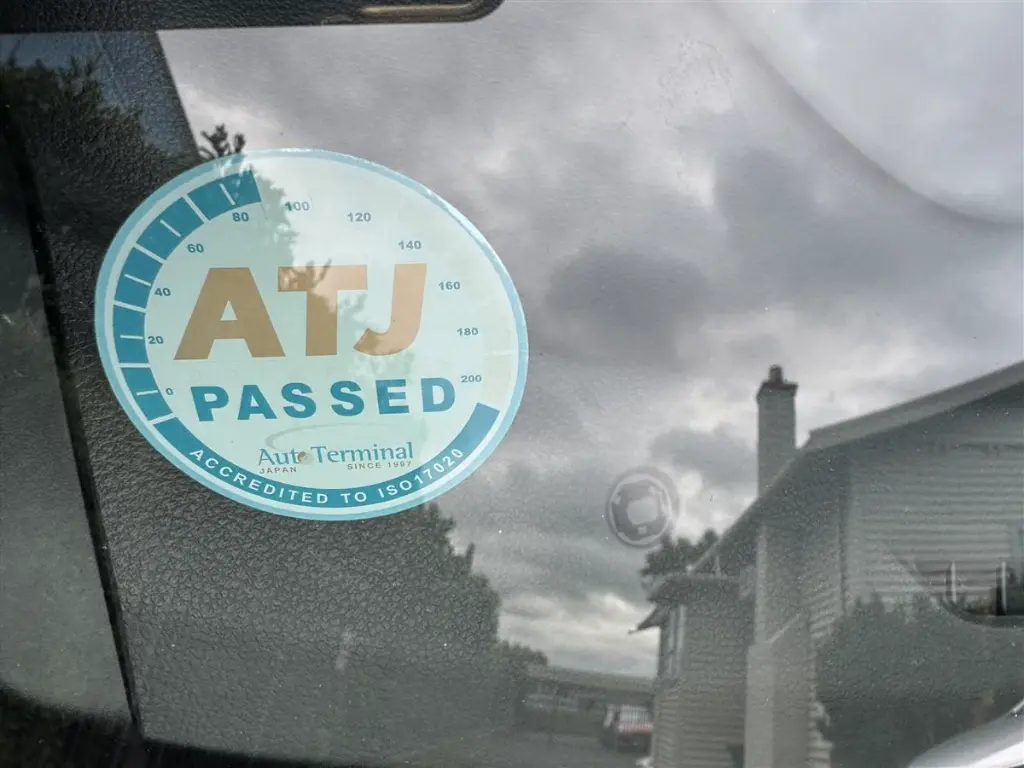 0
20
40
60
80
100
120
140
160
180
200
ATJ
PASSED
Auto Terminal
JAPAN SINCE 1997
ACCREDITED TO ISO17020